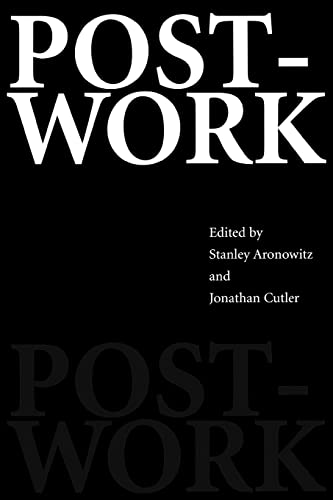 POST-
WORK
Edited by
Stanley Aronowitz
and
Jonathan Cutler
POST-
WORK